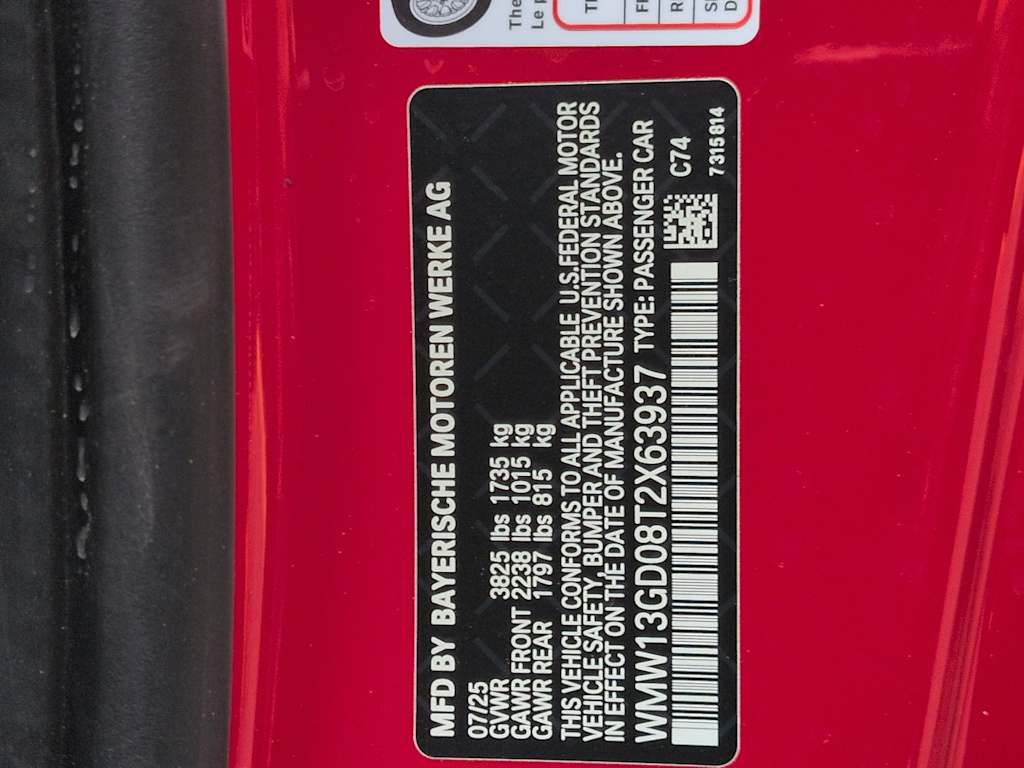 MFD BY BAYERISCHE MOTOREN WERKE AG
07/25
GVWR 3825 lbs 1735 kg
GAWR FRONT 2238 lbs 1015 kg
GAWR REAR 1797 lbs 815 kg
THIS VEHICLE CONFORMS TO ALL APPLICABLE U.S.FEDERAL MOTOR
VEHICLE SAFETY, BUMPER AND THEFT PREVENTION STANDARDS
IN EFFECT ON THE DATE OF MANUFACTURE SHOWN ABOVE.
WMW13GD08T2X63937 TYPE: PASSENGER CAR
C74
7315814
The
Le